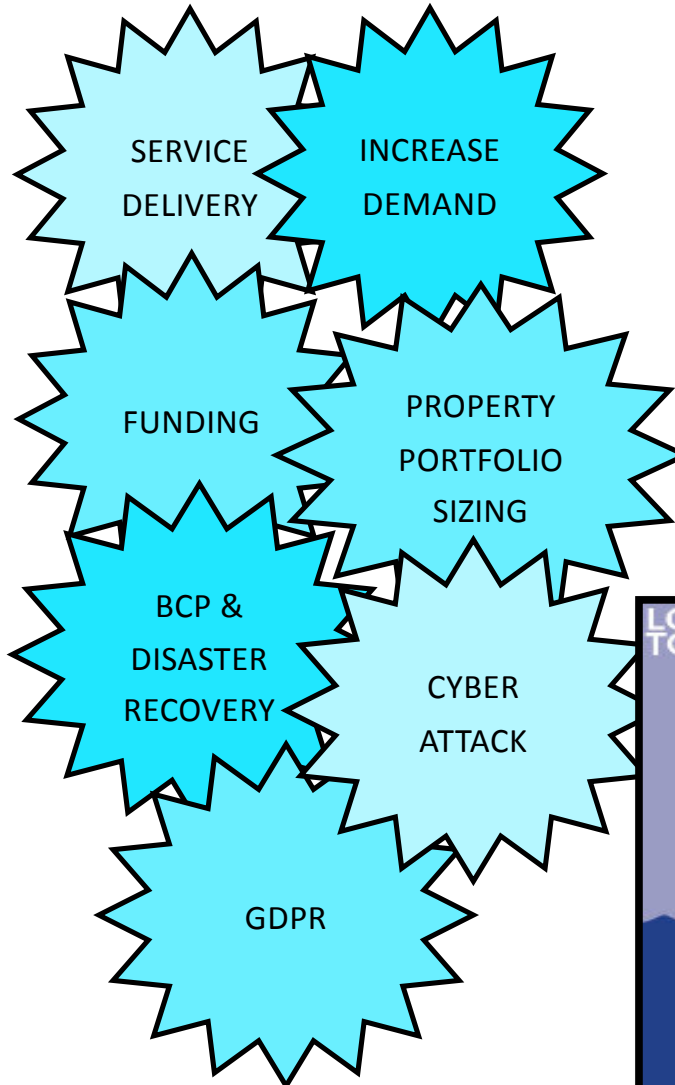 SERVICE
DELIVERY
INCREASE
DEMAND
FUNDING
PROPERTY
PORTFOLIO
SIZING
BCP &
DISASTER
RECOVERY
CYBER
ATTACK
GDPR